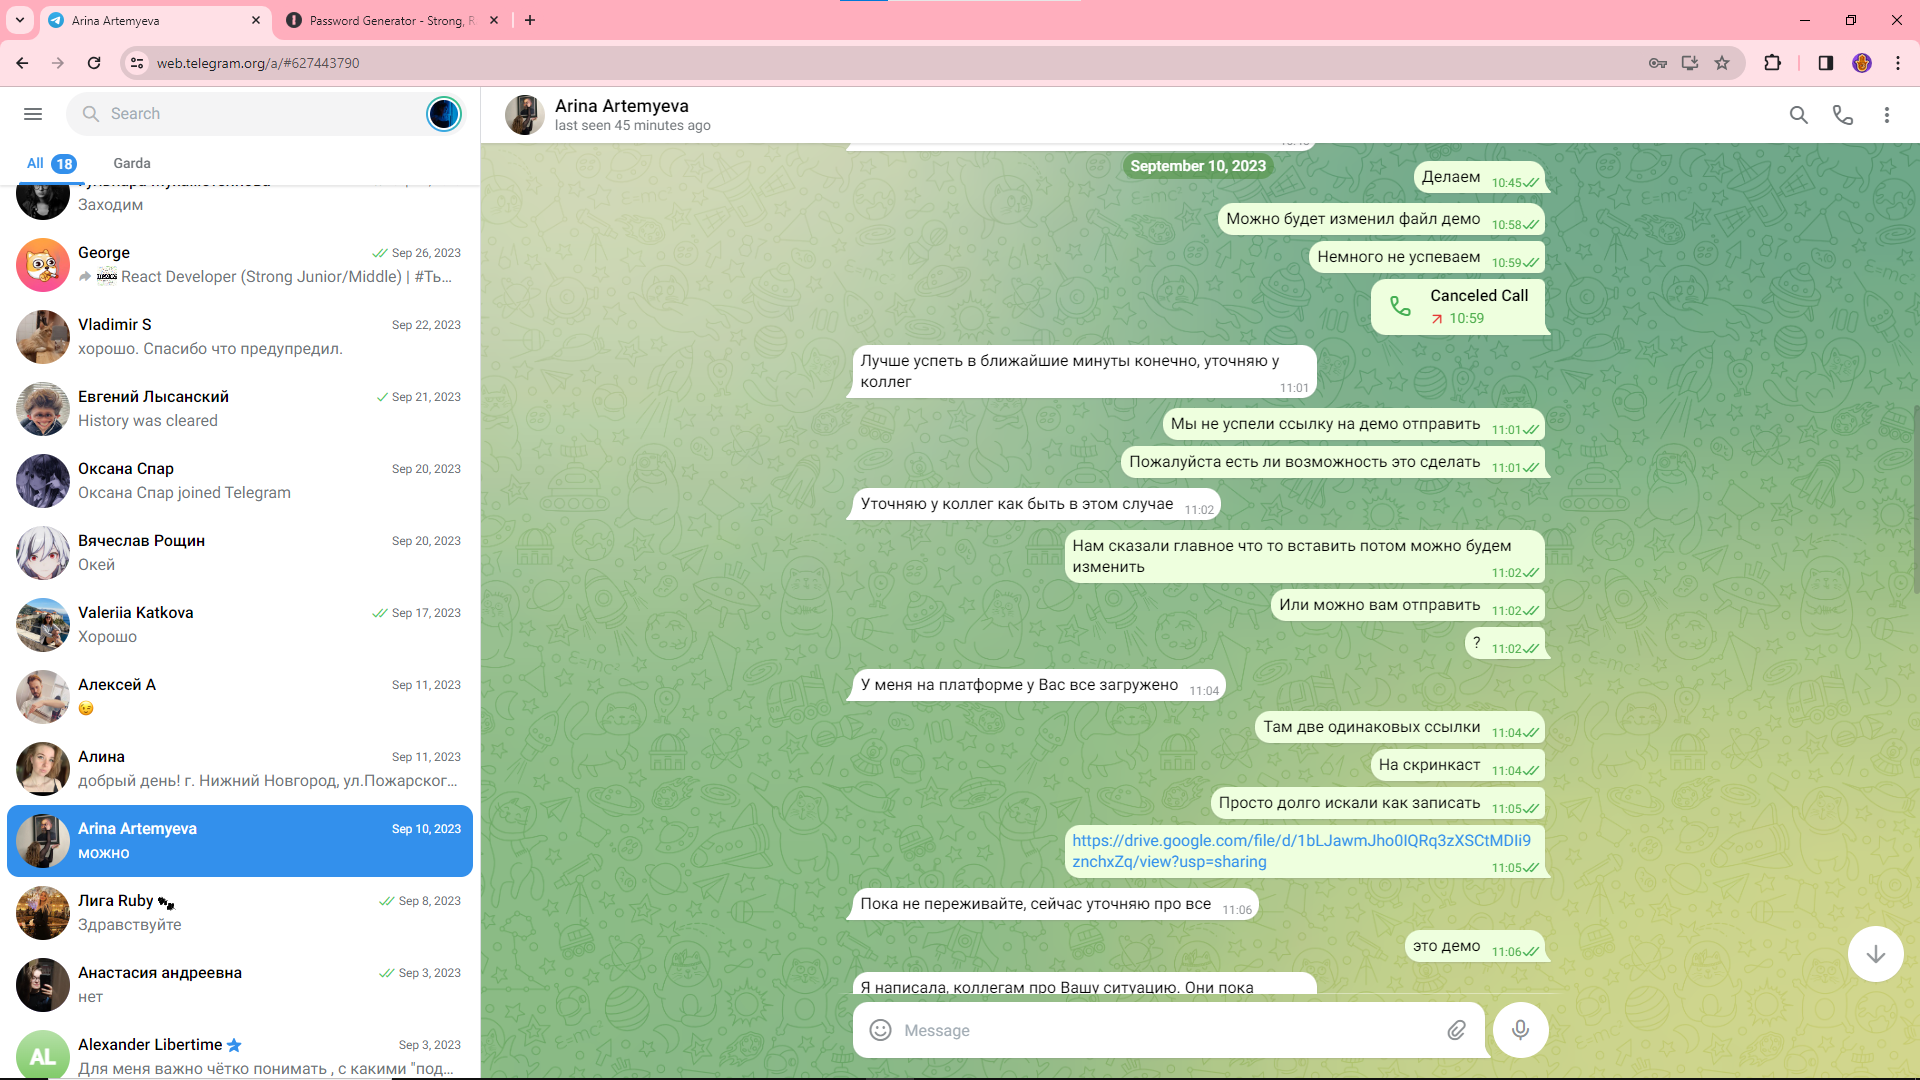 Arina Artemyeva
Password Generator - Strong, R
web.telegram.org/a/#627443790
Search
All 18
Garda
Заходим
George
Sep 26, 2023
React Developer (Strong Junior/Middle) | #Ть...
Vladimir S
Sep 22, 2023
хорошо. Спасибо что предупредил.
Евгений Лысанский
Sep 21, 2023
History was cleared
Оксана Спар
Sep 20, 2023
Оксана Спар joined Telegram
Вячеслав Рощин
Sep 20, 2023
Окей
Valeriia Katkova
Sep 17, 2023
Хорошо
Алексей А
Sep 11, 2023
Алина
Sep 11, 2023
добрый день! г. Нижний Новгород, ул.Пожарског...
Arina Artemyeva
Sep 10, 2023
можно
Лига Ruby
Sep 8, 2023
Здравствуйте
Анастасия андреевна
Sep 3, 2023
нет
AL
Alexander Libertime
Sep 3, 2023
Для меня важно чётко понимать , с какими "под...
Arina Artemyeva
last seen 45 minutes ago
September 10, 2023
Делаем 10:45
Можно будет изменил файл демо 10:58
Немного не успеваем 10:59
Canceled Call
10:59
Лучше успеть в ближайшие минуты конечно, уточняю у
коллег 11:01
Мы не успели ссылку на демо отправить 11:01
Пожалуйста есть ли возможность это сделать 11:01
Уточняю у коллег как быть в этом случае 11:02
Нам сказали главное что то вставить потом можно будем
изменить 11:02
Или можно вам отправить 11:02
? 11:02
У меня на платформе у Вас все загружено 11:04
Там две одинаковых ссылки 11:04
На скринкаст 11:04
Просто долго искали как записать 11:05
https://drive.google.com/file/d/1bLJawmJho0IQRq3zXSCtMDIi9
znchxZq/view?usp=sharing 11:05
Пока не переживайте, сейчас уточняю про все 11:06
это демо 11:06
Я написала, коллегам про Вашу ситуацию. Они пока
Message